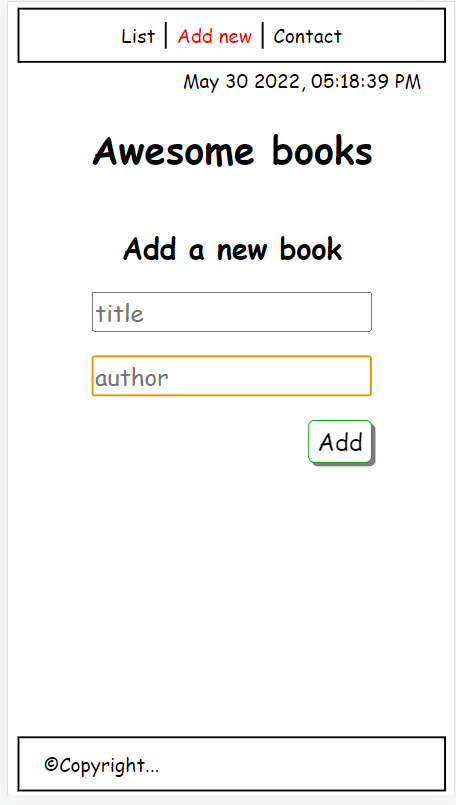 List | Add new | Contact
May 30 2022, 05:18:39 PM
Awesome books
Add a new book
title
author
Add
©Copyright...